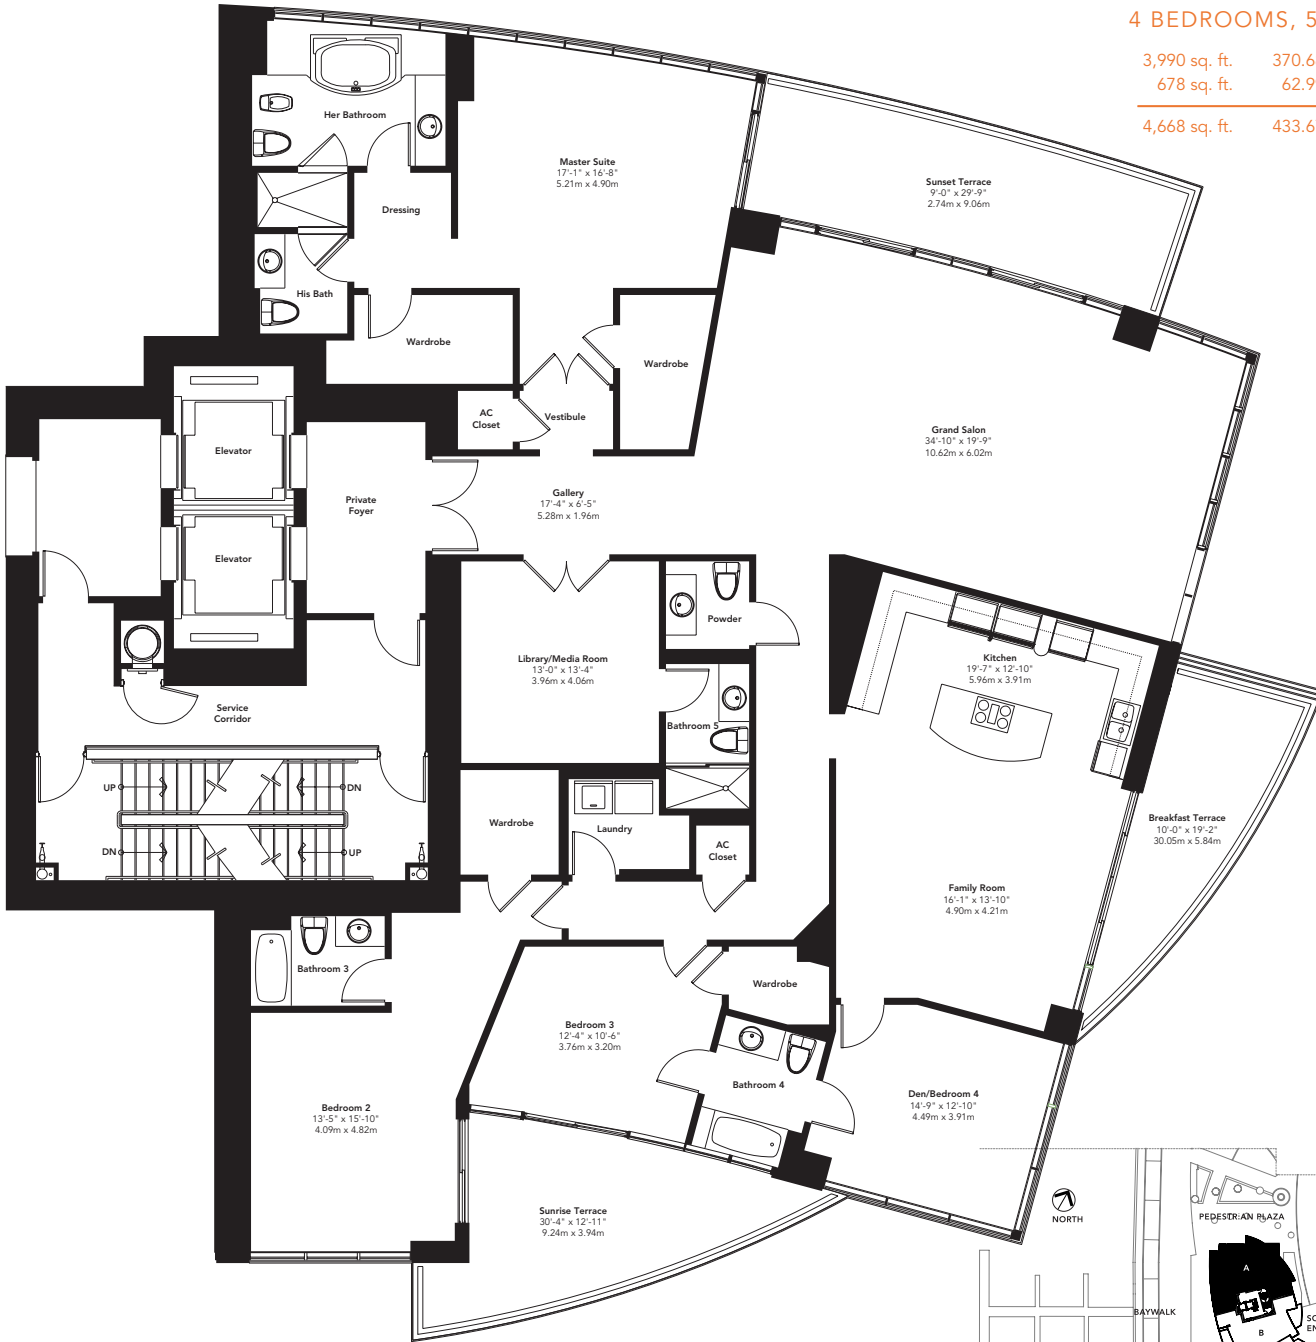 4 BEDROOMS, 5
3,990 sq. ft. 370.6
678 sq. ft. 62.9
4,668 sq. ft. 433.6
Her Bathroom
Master Suite
17'-1" x 16'-8"
5.21m x 4.90m
Sunset Terrace
9'-0" x 29'-9"
2.74m x 9.06m
Dressing
His Bath
Wardrobe
Wardrobe
AC
Closet
Vestibule
Grand Salon
34'-10" x 19'-9"
10.62m x 6.02m
Elevator
Private
Foyer
Gallery
17'-4" x 6'-5"
5.28m x 1.96m
Elevator
Powder
Library/Media Room
13'-0" x 13'-4"
3.96m x 4.06m
Kitchen
19'-7" x 12'-10"
5.96m x 3.91m
Service
Corridor
Bathroom 5
UP
DN
DN
UP
Wardrobe
Laundry
AC
Closet
Breakfast Terrace
10'-0" x 19'-2"
30.05m x 5.84m
Family Room
16'-1" x 13'-10"
4.90m x 4.21m
Bathroom 3
Wardrobe
Bedroom 3
12'-4" x 10'-6"
3.76m x 3.20m
Bathroom 4
Den/Bedroom 4
14'-9" x 12'-10"
4.49m x 3.91m
Bedroom 2
13'-5" x 15'-10"
4.09m x 4.82m
Sunrise Terrace
30'-4" x 12'-11"
9.24m x 3.94m
NORTH
PEDESTRIAN PLAZA
A
BAYWALK
B
SO
EN